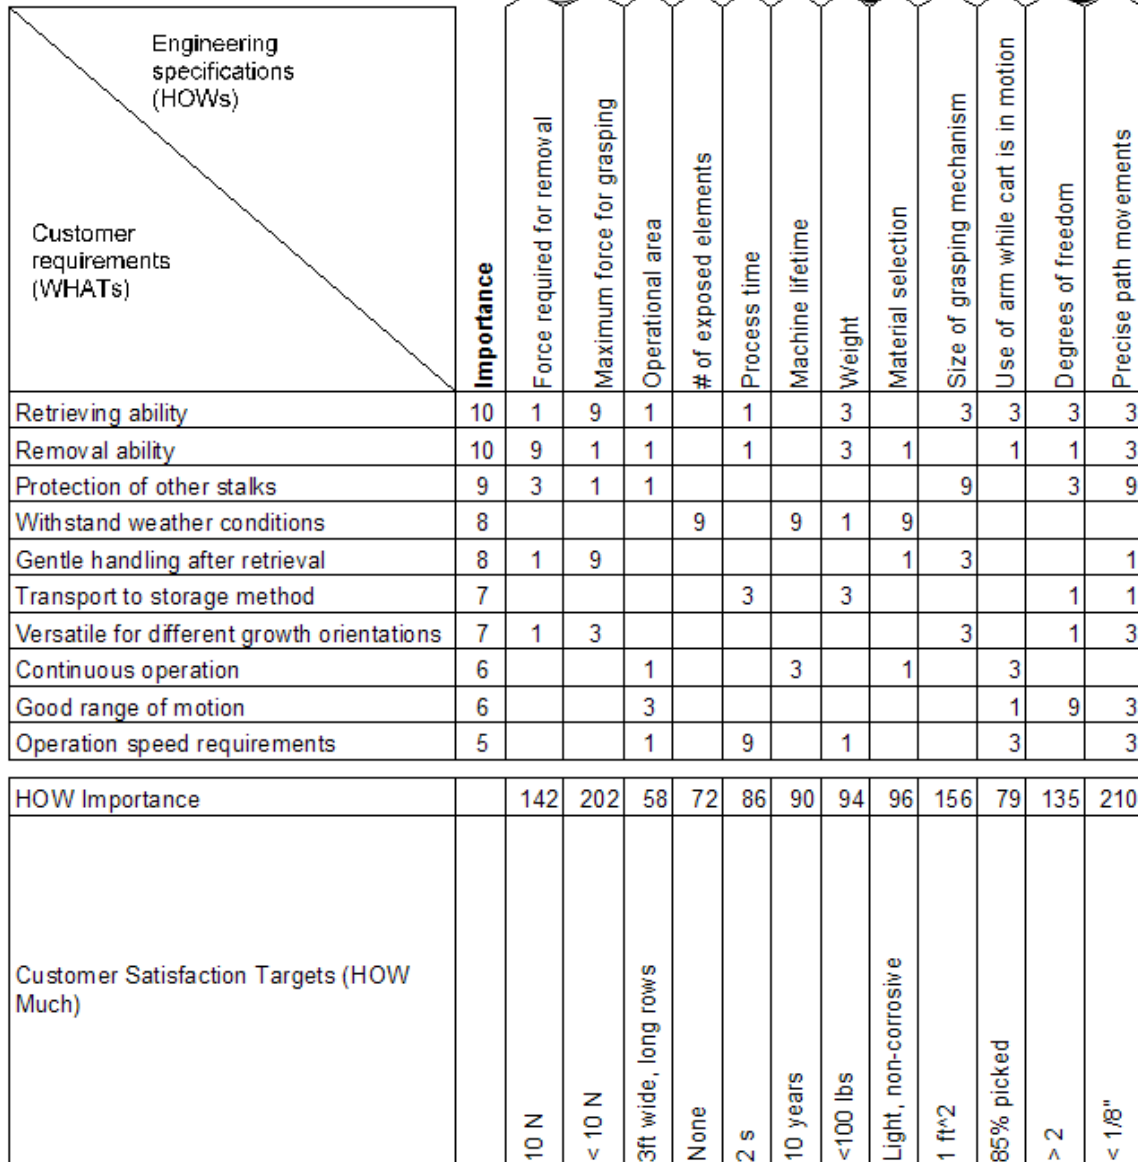 Engineering
specifications
(HOWs)
Customer
requirements
(WHATs)
Importance
Force required for removal
Maximum force for grasping
Operational area
# of exposed elements
Process time
Machine lifetime
Weight
Material selection
Size of grasping mechanism
Use of arm while cart is in motion
Degrees of freedom
Precise path movements
Retrieving ability 10 1 9 1 1 3 3 3 3 3
Removal ability 10 9 1 1 1 3 1 1 1 3
Protection of other stalks 9 3 1 1 9 3 9
Withstand weather conditions 8 9 9 1 9
Gentle handling after retrieval 8 1 9 1 3 1
Transport to storage method 7 3 3 1 1
Versatile for different growth orientations 7 1 3 3 1 3
Continuous operation 6 1 3 1 3
Good range of motion 6 3 1 9 3
Operation speed requirements 5 1 9 1 3 3
HOW Importance 142 202 58 72 86 90 94 96 156 79 135 210
Customer Satisfaction Targets (HOW
Much)
10 N
< 10 N
3ft wide, long rows
None
2 s
10 years
<100 lbs
Light, non-corrosive
1 ft^2
85% picked
> 2
< 1/8"